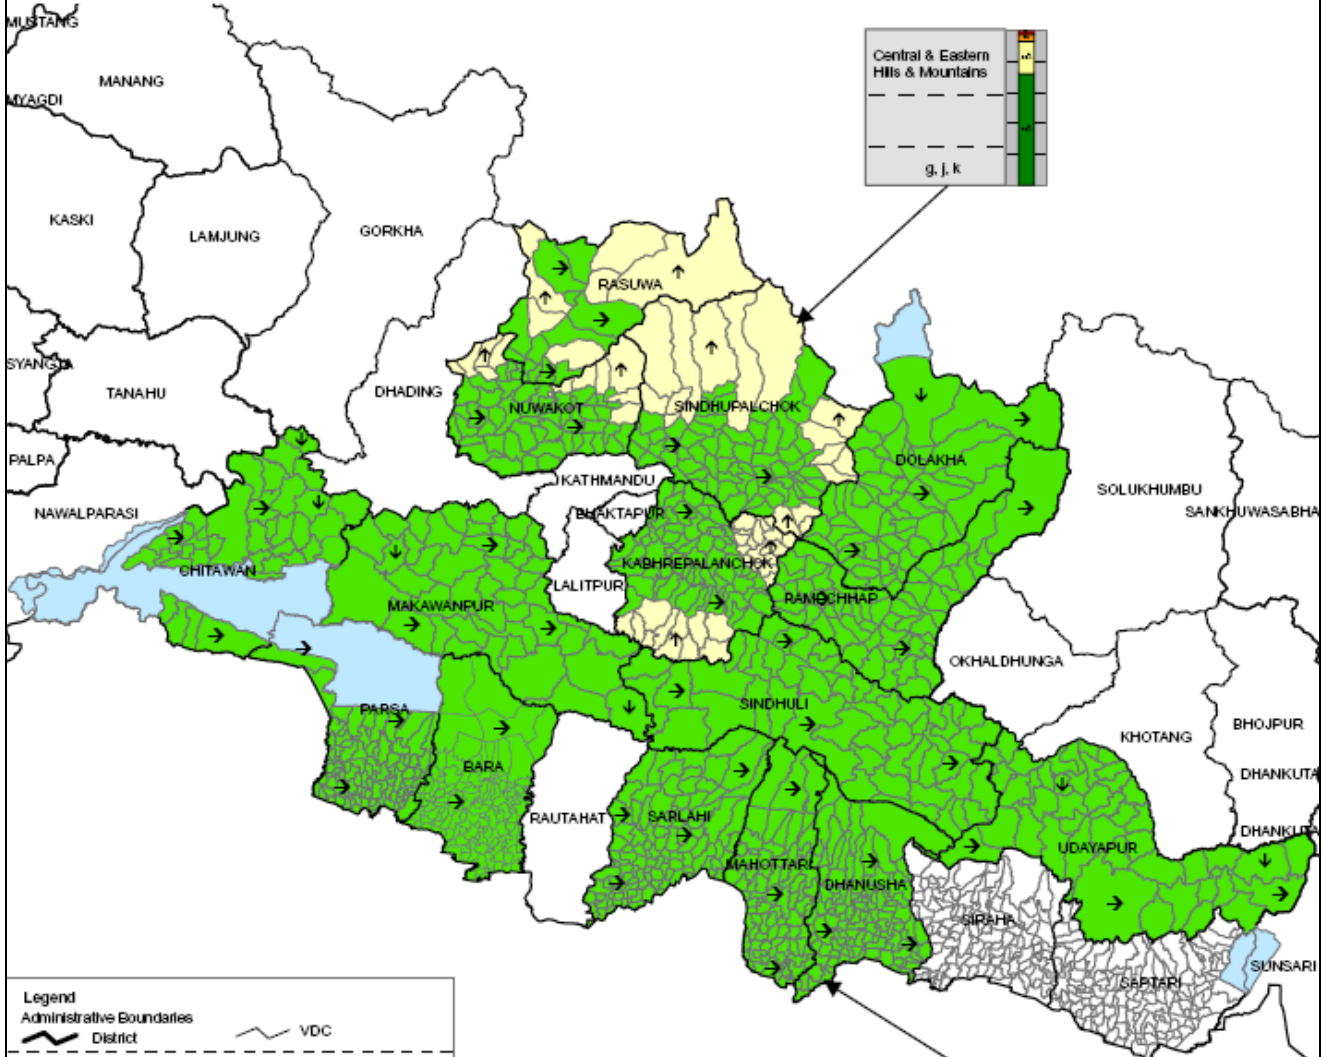 MUSTANG
MANANG
MYAGDI
Central & Eastern
Hills & Mountains
g, j, k
KASKI
LAMJUNG
GORKHA
RASUWA
SYANGJA
TANAHU
DHADING
NUWAKOT
SINDHUPALCHOK
PALPA
DOLAKHA
KATHMANDU
SOLUKHUMBU
NAWALPARASI
BHAKTAPUR
SANKHUWASABHA
CHITAWAN
LALITPUR
KABHREPALANCHOK
MAKAWANPUR
RAMECHHAP
OKHALDHUNGA
PARSA
SINDHULI
BHOJPUR
KHOTANG
BARA
DHANKUTA
RAUTAHAT
SARLAHI
DHANKUTA
UDAYAPUR
MAHOTTARI
DHANUSHA
SIRAHA
SUNSARI
SAPTARI
Legend
Administrative Boundaries
District
VDC